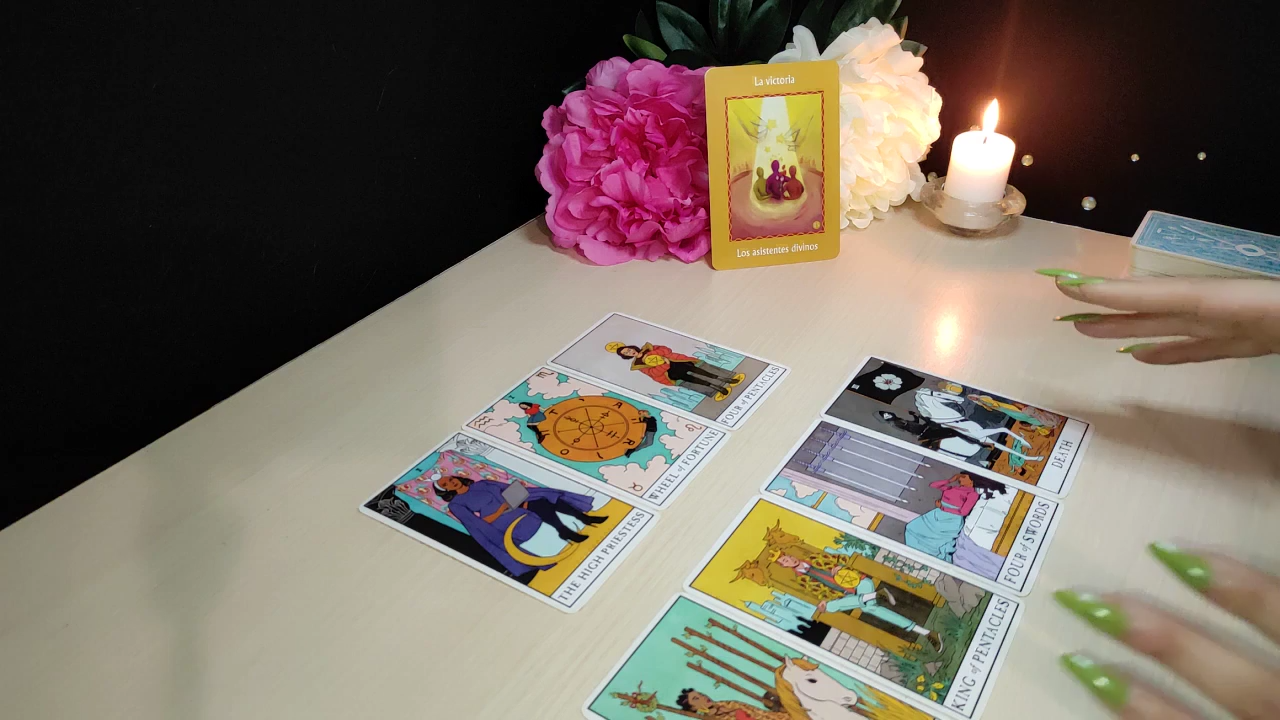 La victoria
Los asistentes divinos
FOUR of PENTACLES
WHEEL of FORTUNE
THE HIGH PRIESTESS
DEATH
FOUR of SWORDS
KING of PENTACLES